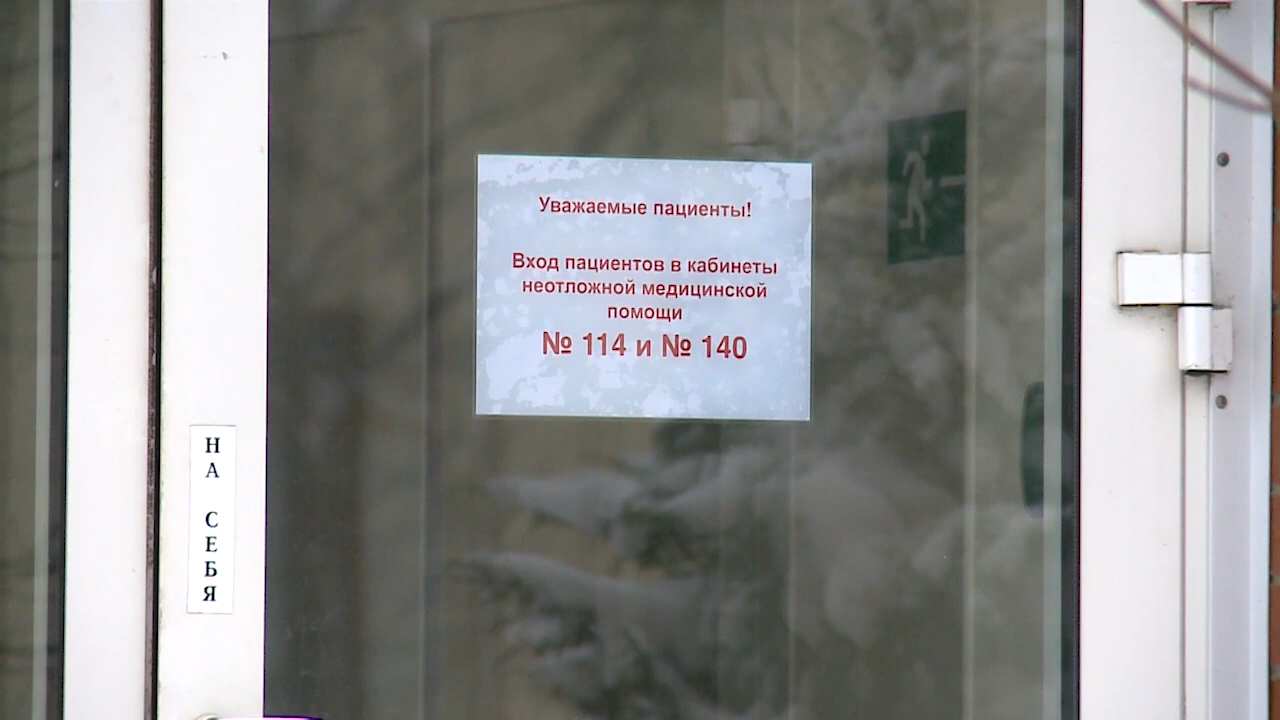 Уважаемые пациенты!
Вход пациентов в кабинеты
неотложной медицинской
помощи
№ 114 и № 140
НА СЕБЯ